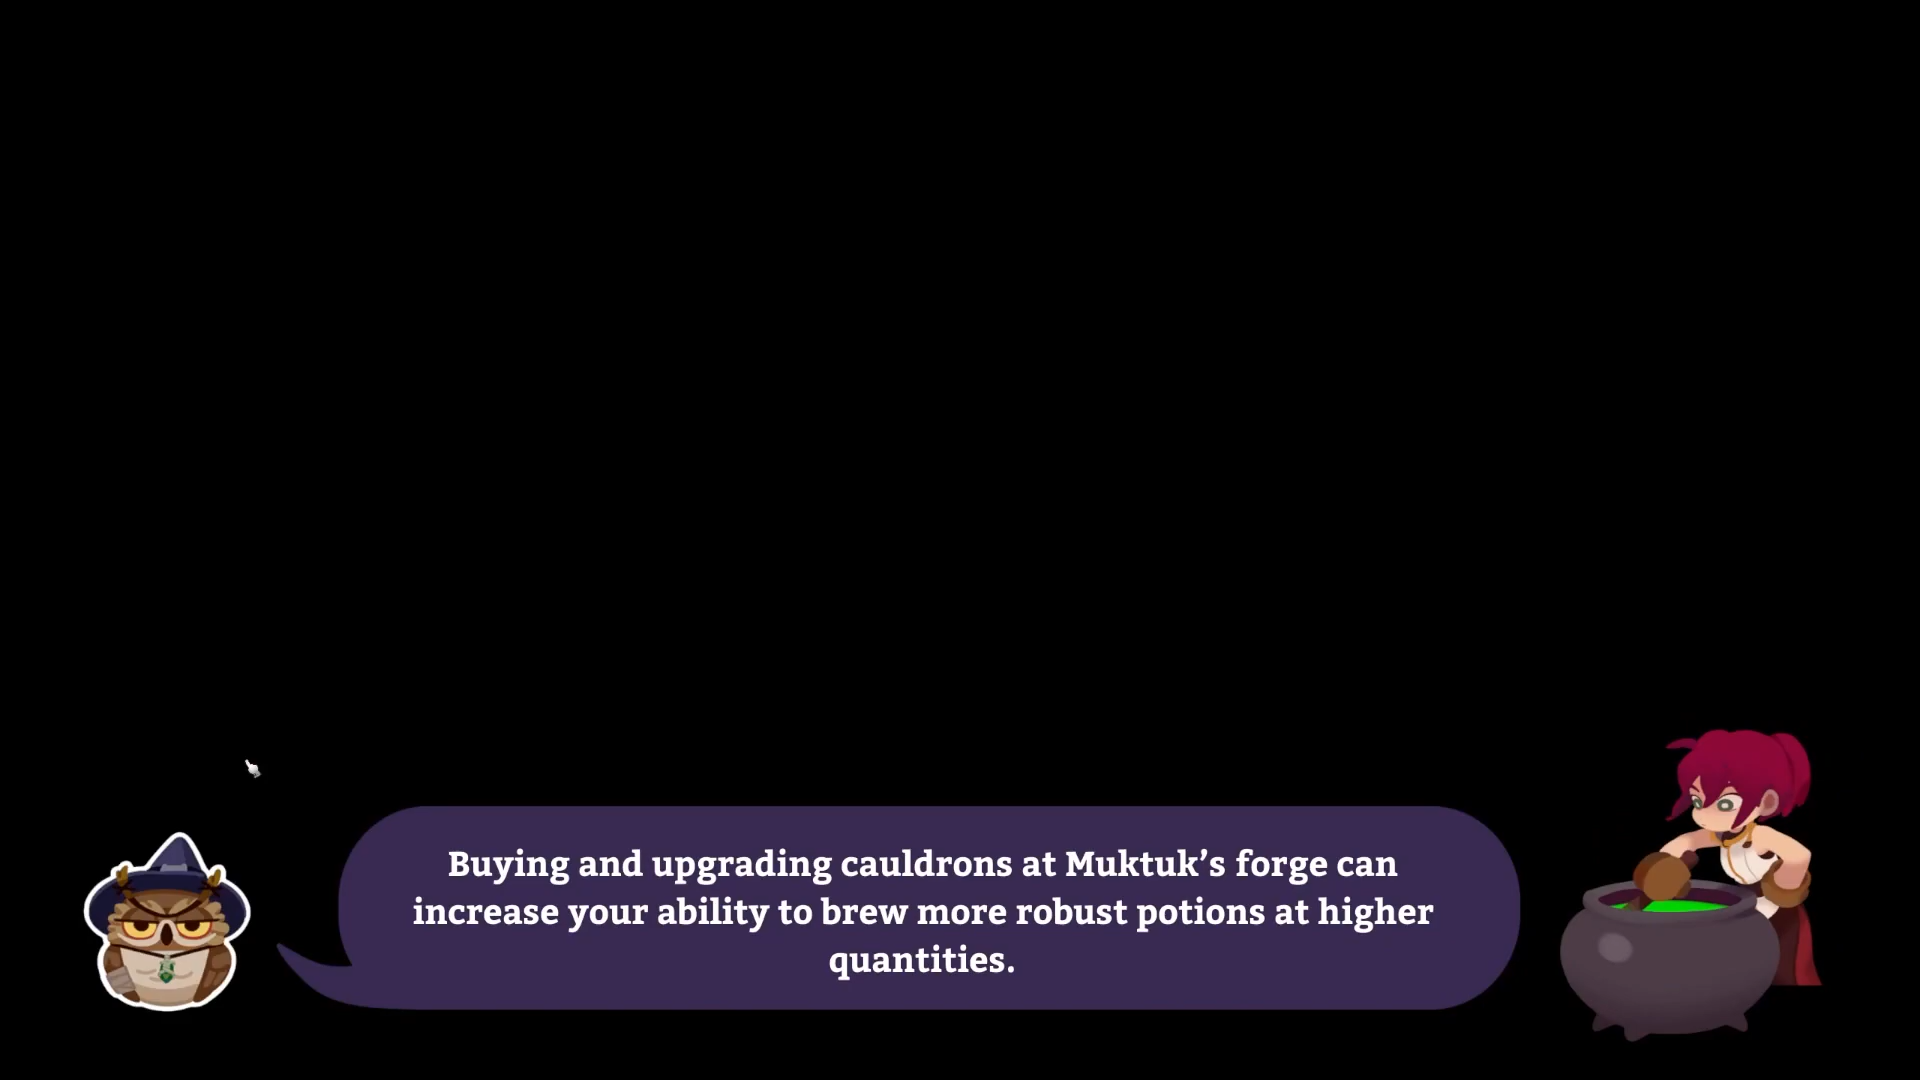 Buying and upgrading cauldrons at Muktuk’s forge can
increase your ability to brew more robust potions at higher
quantities.